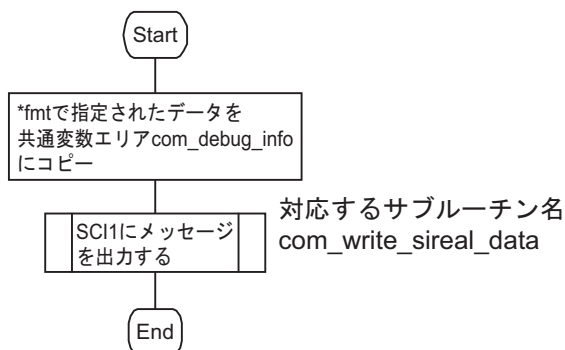 Start
*fmtで指定されたデータを
共通変数エリアcom_debug_info
にコピー
対応するサブルーチン名
com_write_sireal_data
SCI1にメッセージ
を出力する
End